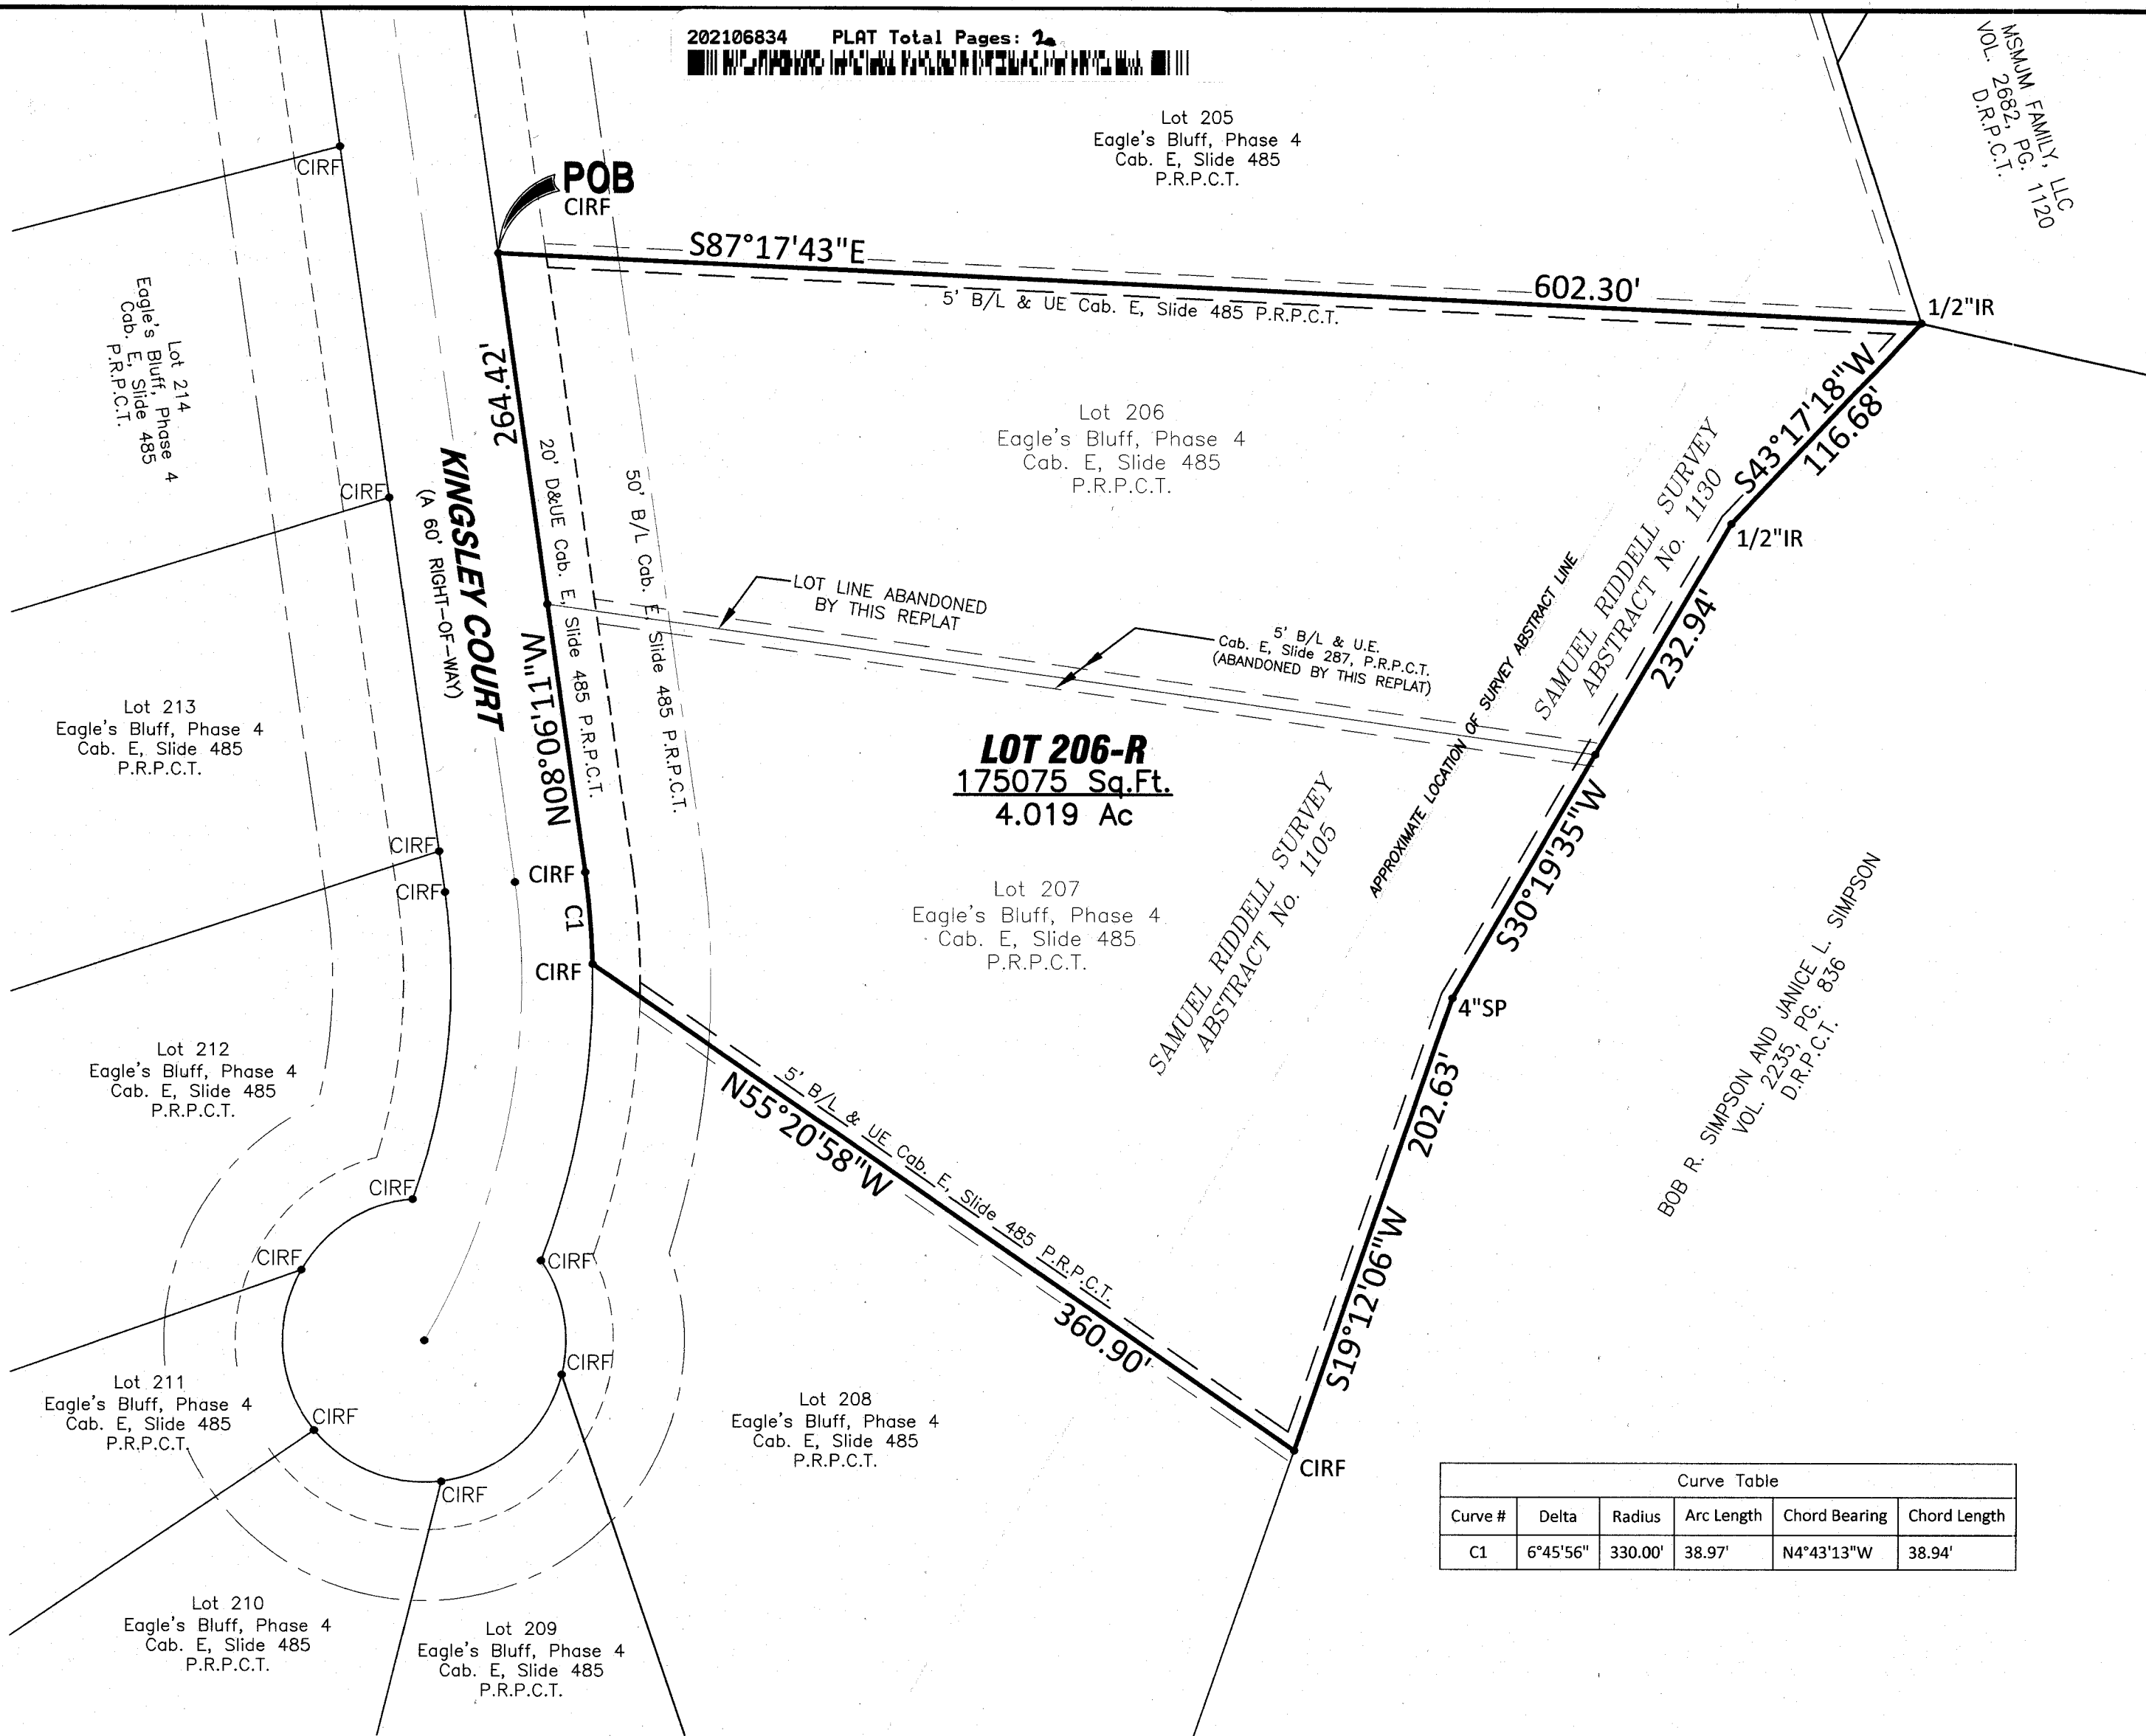 202106834 PLAT Total Pages: 2
MSMJM FAMILY, LLC
VOL. 2682, PG. 1120
D.R.P.C.T.
Lot 205
Eagle's Bluff, Phase 4
Cab. E, Slide 485
P.R.P.C.T.
CIRF
POB
CIRF
S87°17'43"E
602.30'
5' B/L & UE Cab. E, Slide 485 P.R.P.C.T.
1/2"IR
Lot 214
Eagle's Bluff, Phase 4
Cab. E, Slide 485
P.R.P.C.T.
264.42'
N08°06'11"W
S43°17'18"W
116.68'
Lot 206
Eagle's Bluff, Phase 4
Cab. E, Slide 485
P.R.P.C.T.
CIRF
KINGSLEY COURT
(A 60' RIGHT-OF-WAY)
20' D&UE Cab. E, Slide 485 P.R.P.C.T.
50' B/L Cab. E, Slide 485 P.R.P.C.T.
SAMUEL RIDDELL SURVEY
ABSTRACT No. 1130
1/2"IR
LOT LINE ABANDONED
BY THIS REPLAT
5' B/L & U.E.
Cab. E, Slide 287, P.R.P.C.T.
(ABANDONED BY THIS REPLAT)
APPROXIMATE LOCATION OF SURVEY ABSTRACT LINE
232.94'
S30°19'35"W
Lot 213
Eagle's Bluff, Phase 4
Cab. E, Slide 485
P.R.P.C.T.
LOT 206-R
175075 Sq.Ft.
4.019 Ac
SAMUEL RIDDELL SURVEY
ABSTRACT No. 1105
CIRF
CIRF
CIRF
C1
CIRF
Lot 207
Eagle's Bluff, Phase 4
Cab. E, Slide 485
P.R.P.C.T.
4"SP
BOB R. SIMPSON AND JANICE L. SIMPSON
VOL. 2235, PG. 836
D.R.P.C.T.
Lot 212
Eagle's Bluff, Phase 4
Cab. E, Slide 485
P.R.P.C.T.
5' B/L & UE Cab. E, Slide 485 P.R.P.C.T.
N55°20'58"W
360.90'
202.63'
S19°12'06"W
CIRF
CIRF
CIRF
CIRF
Lot 211
Eagle's Bluff, Phase 4
Cab. E, Slide 485
P.R.P.C.T.
CIRF
CIRF
Lot 208
Eagle's Bluff, Phase 4
Cab. E, Slide 485
P.R.P.C.T.
CIRF
Curve Table
Curve # Delta Radius Arc Length Chord Bearing Chord Length
C1 6°45'56" 330.00' 38.97' N4°43'13"W 38.94'
Lot 210
Eagle's Bluff, Phase 4
Cab. E, Slide 485
P.R.P.C.T.
Lot 209
Eagle's Bluff, Phase 4
Cab. E, Slide 485
P.R.P.C.T.